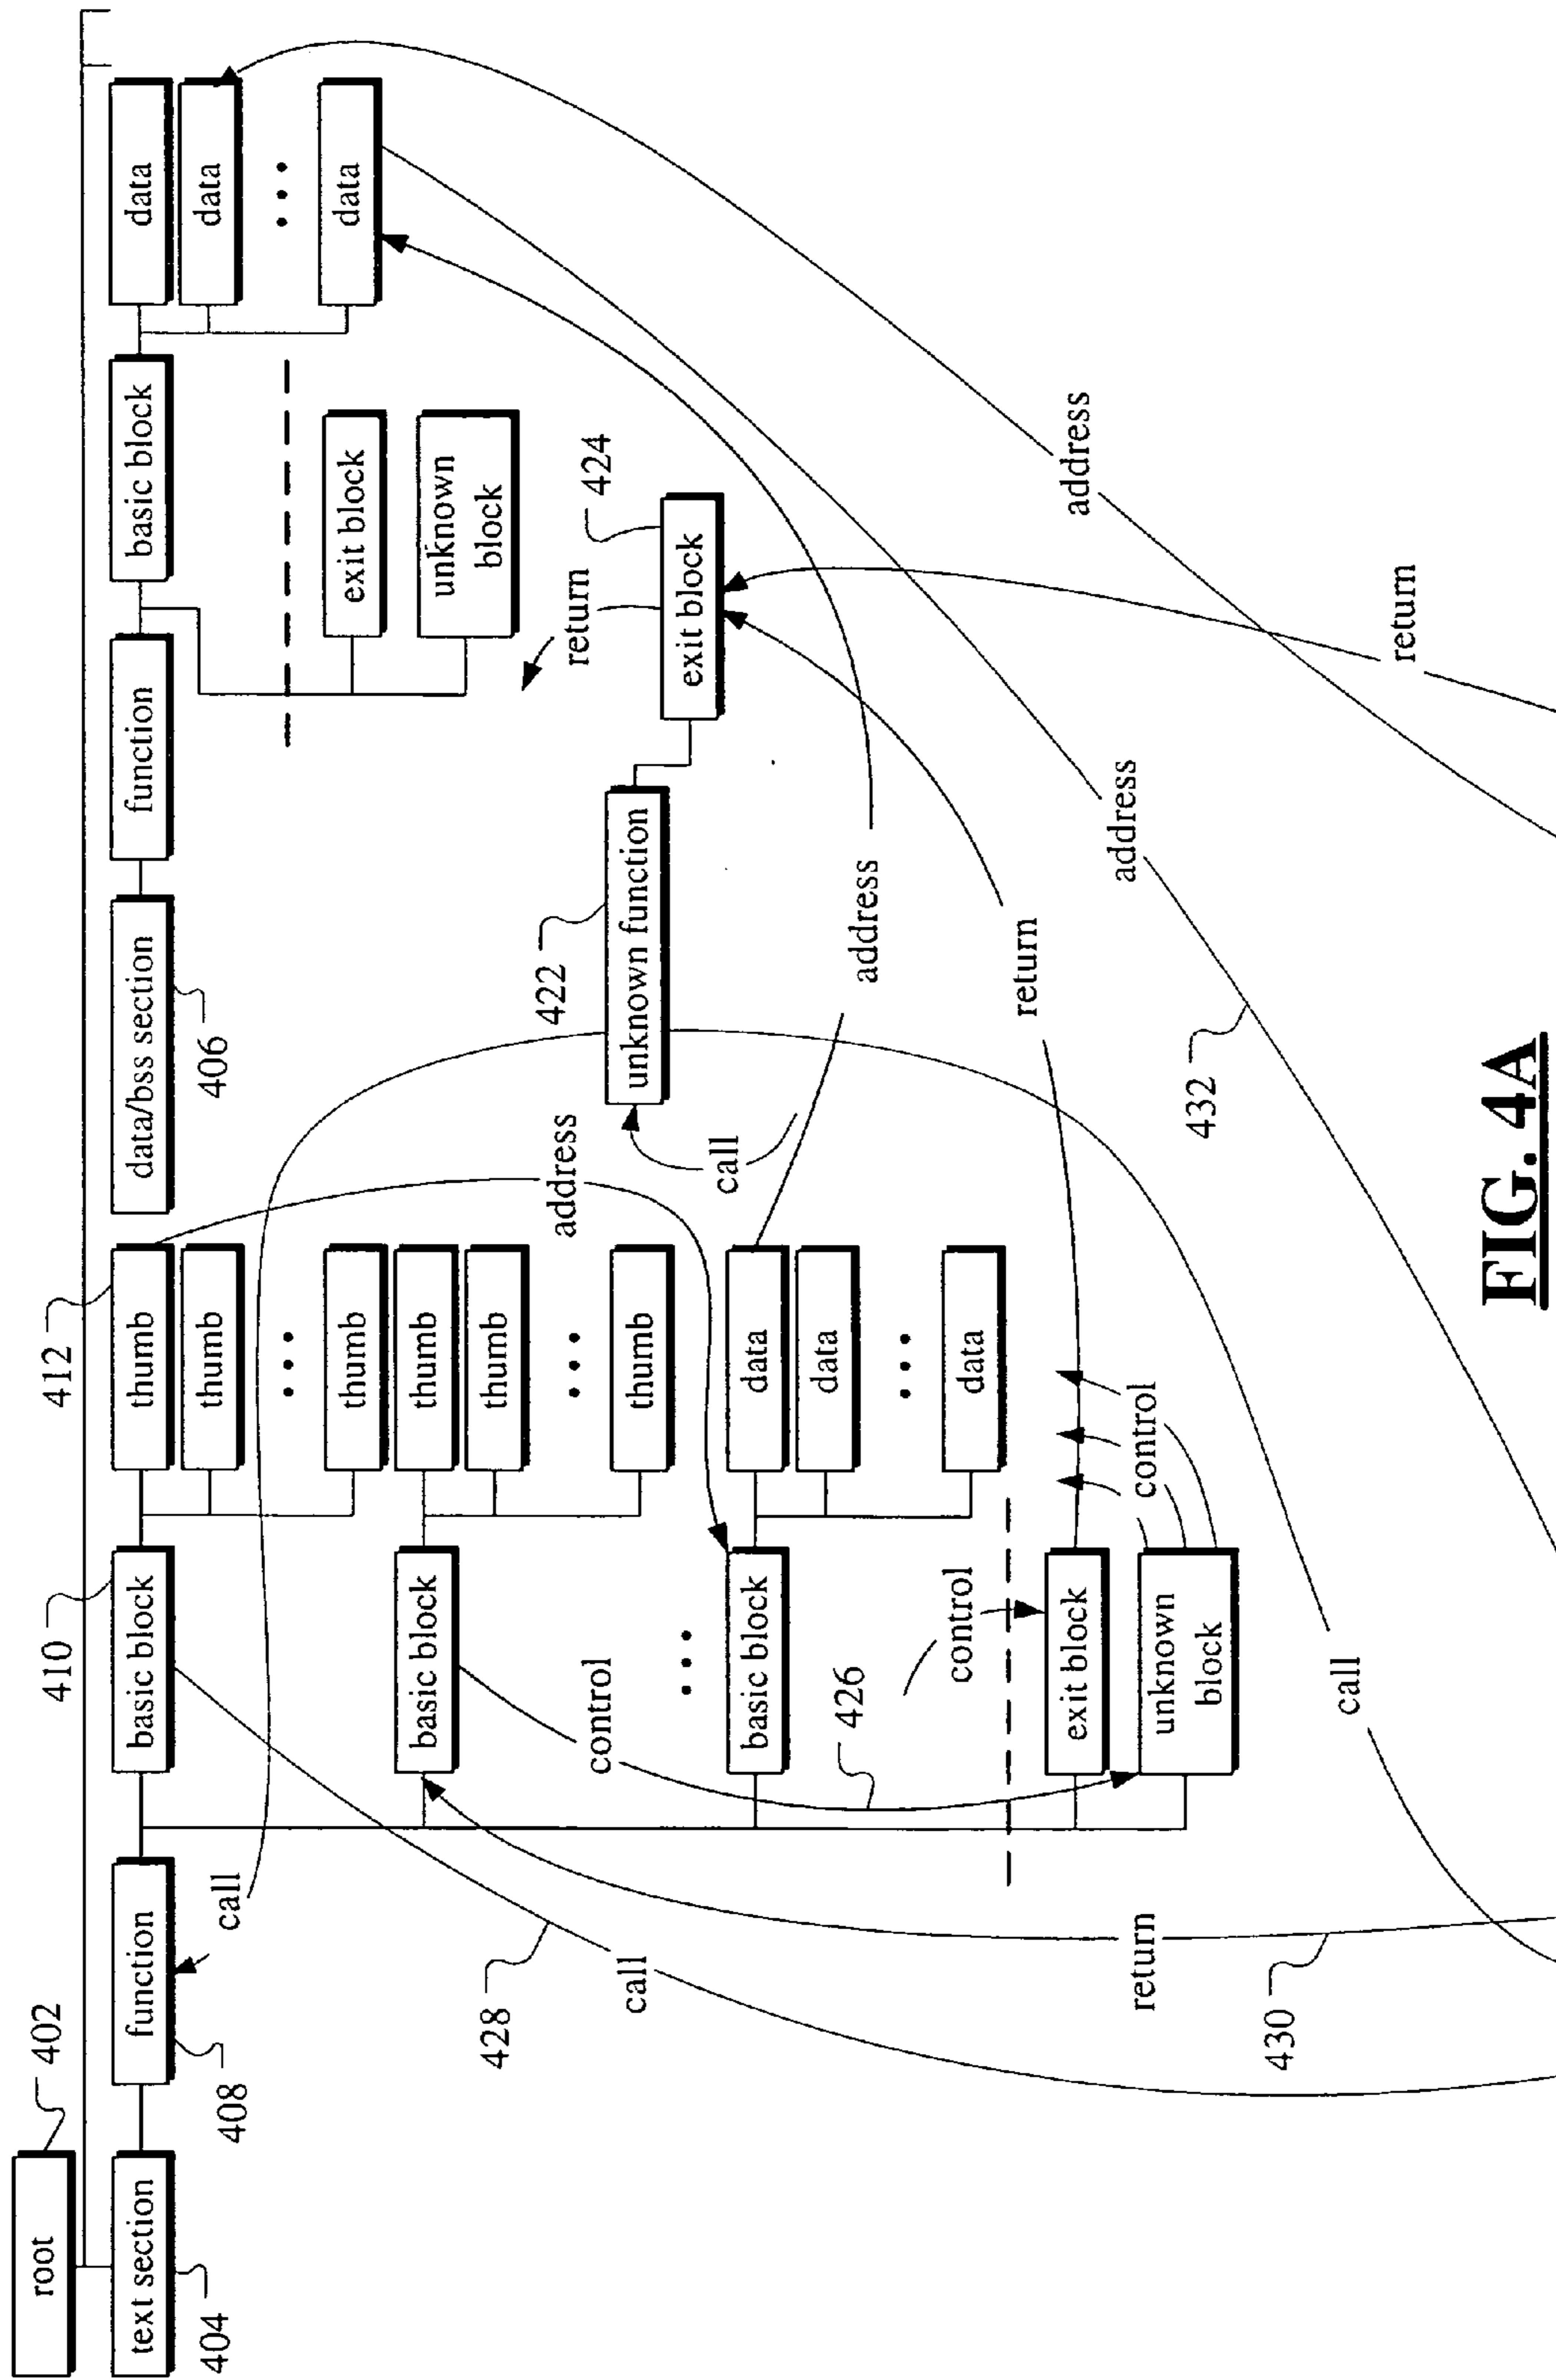 root
402
text section
404
function
408
call
basic block
410
thumb
412
thumb
thumb
basic block
thumb
thumb
thumb
address
basic block
data
data
data
control
426
control
exit block
unknown
block
control
428
call
return
430
call
data/bss section
406
function
basic block
data
data
data
exit block
unknown
block
unknown function
422
call
exit block
424
return
address
return
address
432
address
return
FIG. 4A